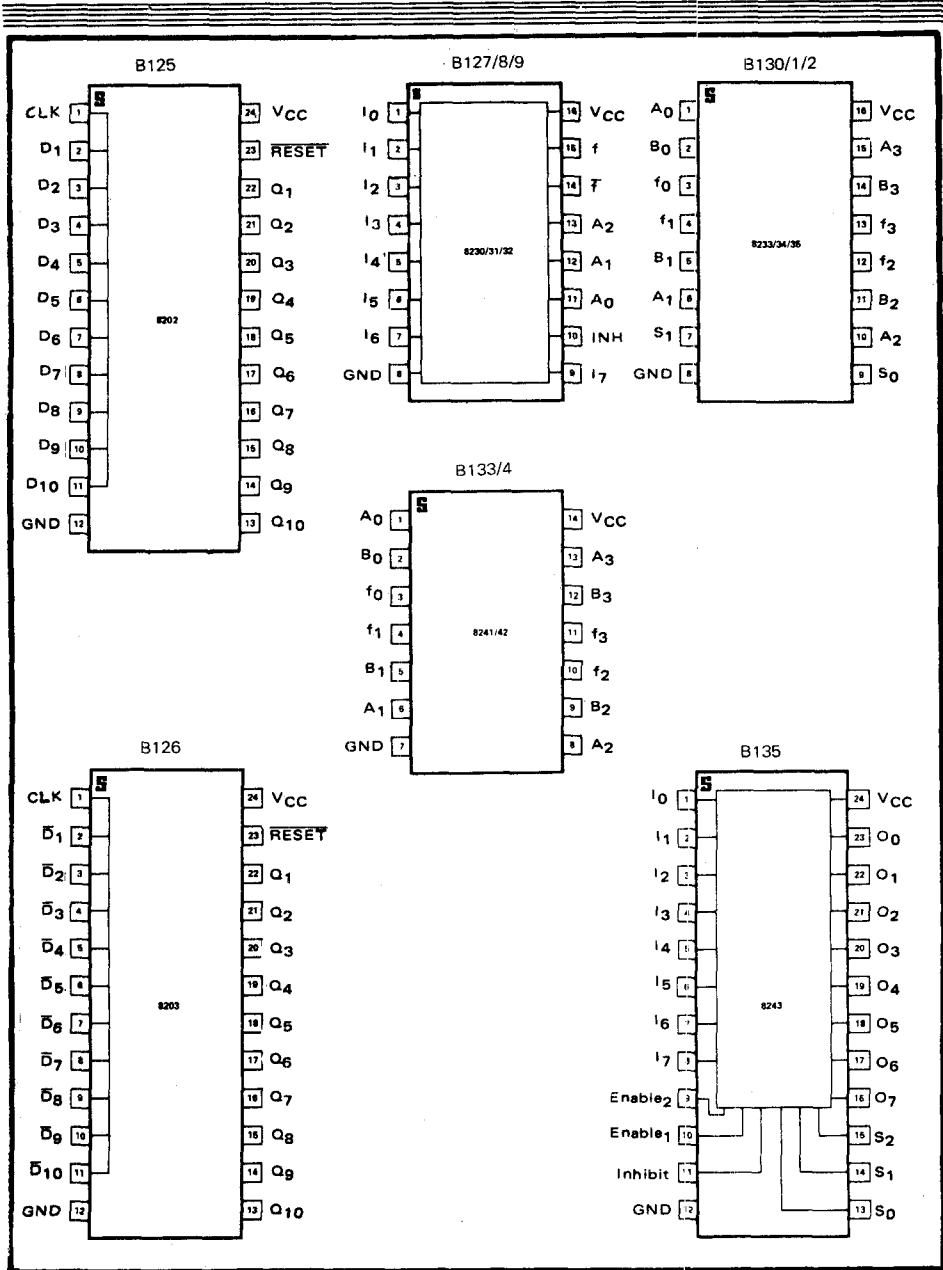 B125
CLK 1 24 VCC
D1 2 23 RESET
D2 3 22 Q1
D3 4 21 Q2
D4 5 20 Q3
D5 6 19 Q4
8202
D6 7 18 Q5
D7 8 17 Q6
D8 9 16 Q7
D9 10 15 Q8
D10 11 14 Q9
GND 12 13 Q10
B127/8/9
I0 1 16 VCC
I1 2 15 f
I2 3 14 f̅
I3 4 13 A2
8230/31/32
I4 5 12 A1
I5 6 11 A0
I6 7 10 INH
GND 8 9 I7
B130/1/2
A0 1 16 VCC
B0 2 15 A3
f0 3 14 B3
f1 4 13 f3
8233/34/35
B1 5 12 f2
A1 6 11 B2
S1 7 10 A2
GND 8 9 S0
B133/4
A0 1 14 VCC
B0 2 13 A3
f0 3 12 B3
f1 4 8241/42 11 f3
B1 5 10 f2
A1 6 9 B2
GND 7 8 A2
B126
CLK 1 24 VCC
D̅1 2 23 RESET
D̅2 3 22 Q1
D̅3 4 21 Q2
D̅4 5 20 Q3
D̅5 6 19 Q4
8203
D̅6 7 18 Q5
D̅7 8 17 Q6
D̅8 9 16 Q7
D̅9 10 15 Q8
D̅10 11 14 Q9
GND 12 13 Q10
B135
I0 1 24 VCC
I1 2 23 O0
I2 3 22 O1
I3 4 21 O2
I4 5 20 O3
I5 6 19 O4
8243
I6 7 18 O5
I7 8 17 O6
Enable2 9 16 O7
Enable1 10 15 S2
Inhibit 11 14 S1
GND 12 13 S0